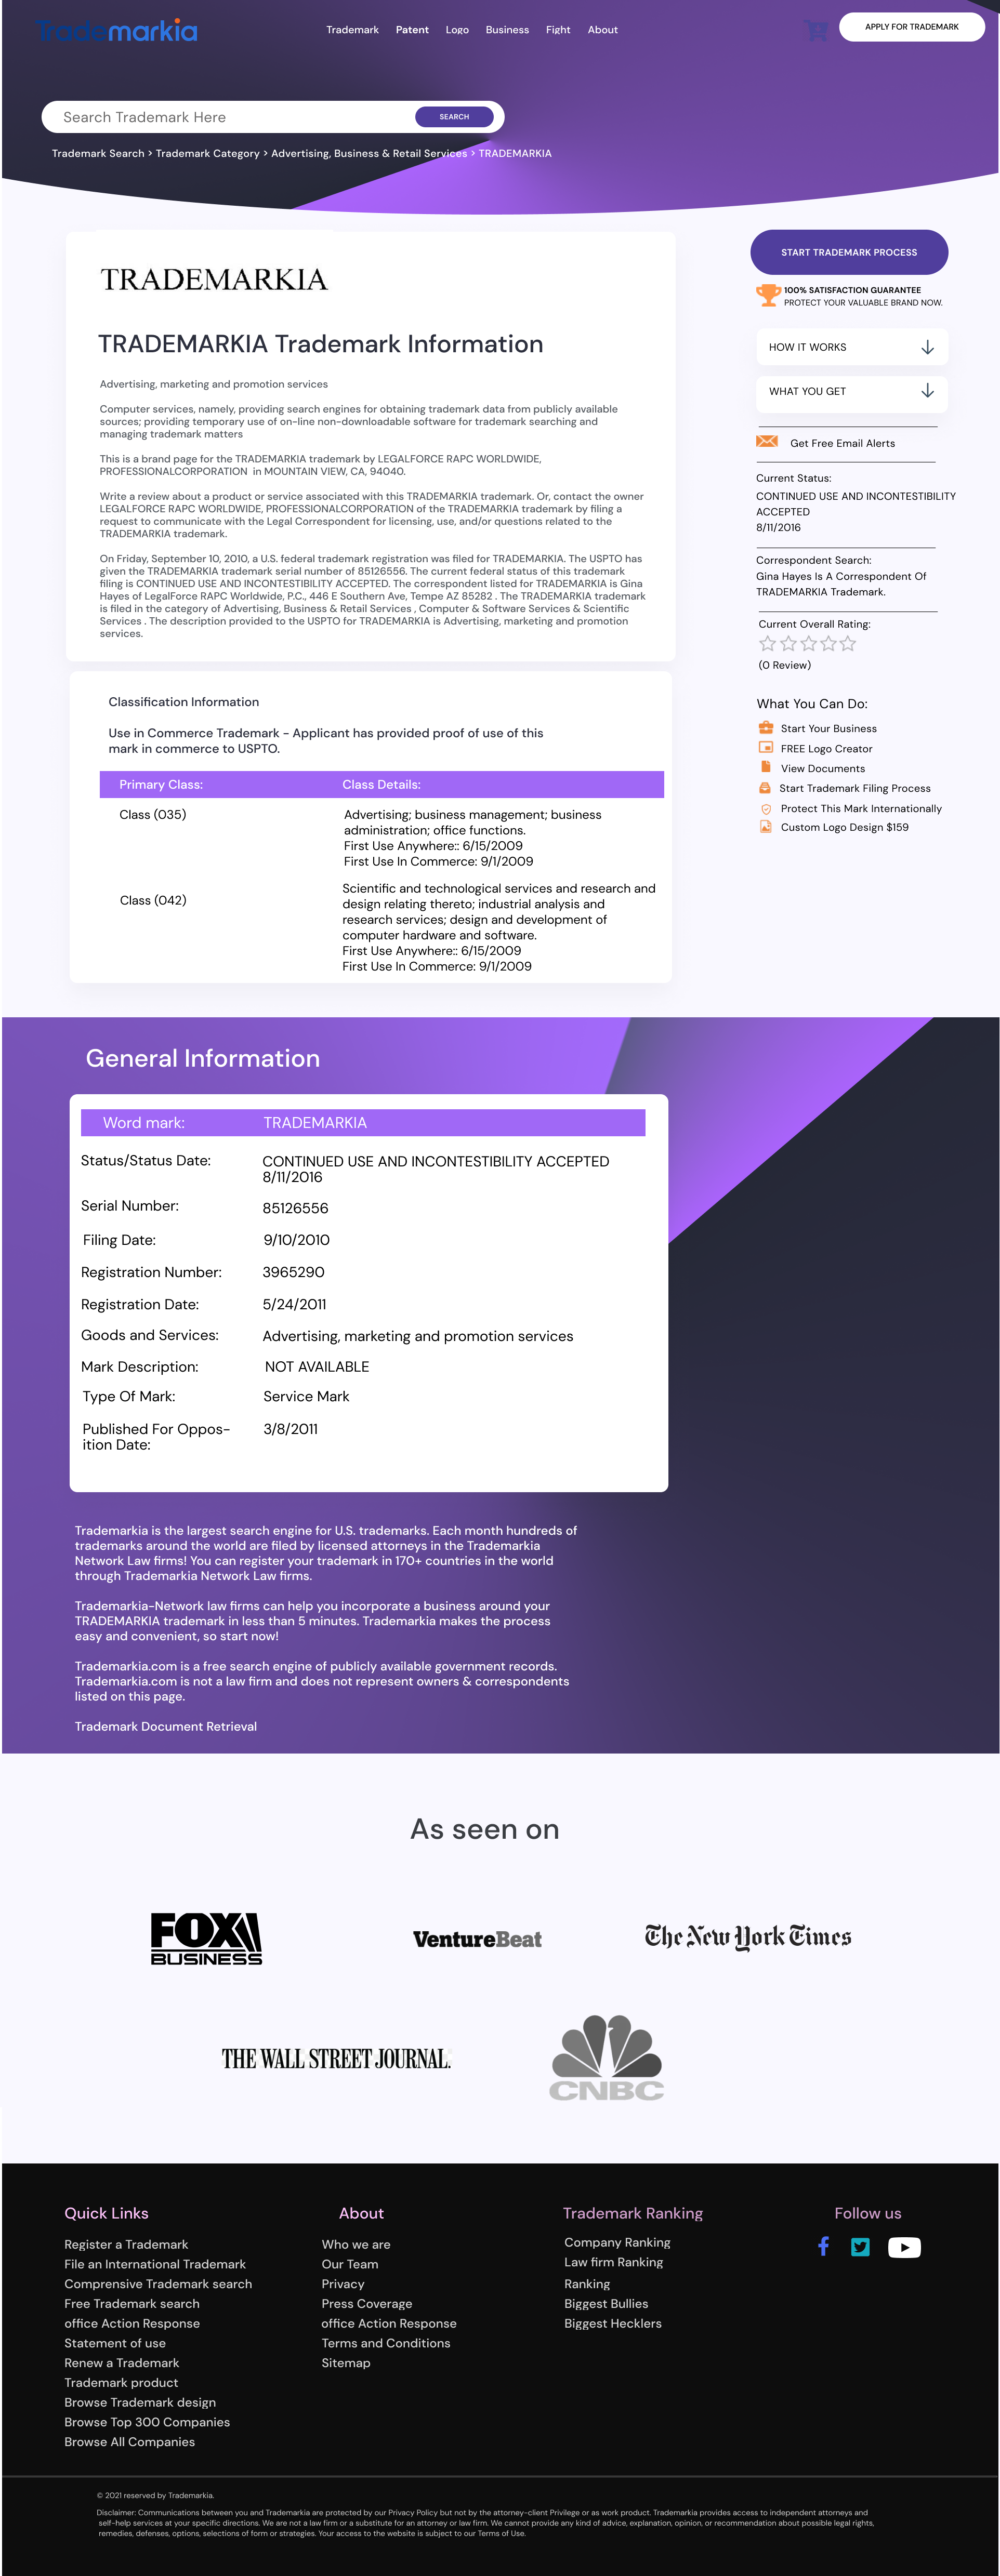 Trademarkia
Trademark Patent Logo Business Fight About
APPLY FOR TRADEMARK
Search Trademark Here
SEARCH
Trademark Search > Trademark Category > Advertising, Business & Retail Services > TRADEMARKIA
TRADEMARKIA
TRADEMARKIA Trademark Information
Advertising, marketing and promotion services
Computer services, namely, providing search engines for obtaining trademark data from publicly available
sources; providing temporary use of on-line non-downloadable software for trademark searching and
managing trademark matters
This is a brand page for the TRADEMARKIA trademark by LEGALFORCE RAPC WORLDWIDE,
PROFESSIONALCORPORATION in MOUNTAIN VIEW, CA, 94040.
Write a review about a product or service associated with this TRADEMARKIA trademark. Or, contact the owner
LEGALFORCE RAPC WORLDWIDE, PROFESSIONALCORPORATION of the TRADEMARKIA trademark by filing a
request to communicate with the Legal Correspondent for licensing, use, and/or questions related to the
TRADEMARKIA trademark.
On Friday, September 10, 2010, a U.S. federal trademark registration was filed for TRADEMARKIA. The USPTO has
given the TRADEMARKIA trademark serial number of 85126556. The current federal status of this trademark
filing is CONTINUED USE AND INCONTESTIBILITY ACCEPTED. The correspondent listed for TRADEMARKIA is Gina
Hayes of LegalForce RAPC Worldwide, P.C., 446 E Southern Ave, Tempe AZ 85282 . The TRADEMARKIA trademark
is filed in the category of Advertising, Business & Retail Services , Computer & Software Services & Scientific
Services . The description provided to the USPTO for TRADEMARKIA is Advertising, marketing and promotion
services.
START TRADEMARK PROCESS
100% SATISFACTION GUARANTEE
PROTECT YOUR VALUABLE BRAND NOW.
HOW IT WORKS
WHAT YOU GET
Get Free Email Alerts
Current Status:
CONTINUED USE AND INCONTESTIBILITY
ACCEPTED
8/11/2016
Correspondent Search:
Gina Hayes Is A Correspondent Of
TRADEMARKIA Trademark.
Current Overall Rating:
(0 Review)
What You Can Do:
Start Your Business
FREE Logo Creator
View Documents
Start Trademark Filing Process
Protect This Mark Internationally
Custom Logo Design $159
Classification Information
Use in Commerce Trademark - Applicant has provided proof of use of this
mark in commerce to USPTO.
Primary Class: Class Details:
Class (035) Advertising; business management; business
administration; office functions.
First Use Anywhere:: 6/15/2009
First Use In Commerce: 9/1/2009
Class (042) Scientific and technological services and research and
design relating thereto; industrial analysis and
research services; design and development of
computer hardware and software.
First Use Anywhere:: 6/15/2009
First Use In Commerce: 9/1/2009
General Information
Word mark: TRADEMARKIA
Status/Status Date: CONTINUED USE AND INCONTESTIBILITY ACCEPTED
8/11/2016
Serial Number: 85126556
Filing Date: 9/10/2010
Registration Number: 3965290
Registration Date: 5/24/2011
Goods and Services: Advertising, marketing and promotion services
Mark Description: NOT AVAILABLE
Type Of Mark: Service Mark
Published For Oppos- 3/8/2011
ition Date:
Trademarkia is the largest search engine for U.S. trademarks. Each month hundreds of
trademarks around the world are filed by licensed attorneys in the Trademarkia
Network Law firms! You can register your trademark in 170+ countries in the world
through Trademarkia Network Law firms.
Trademarkia-Network law firms can help you incorporate a business around your
TRADEMARKIA trademark in less than 5 minutes. Trademarkia makes the process
easy and convenient, so start now!
Trademarkia.com is a free search engine of publicly available government records.
Trademarkia.com is not a law firm and does not represent owners & correspondents
listed on this page.
Trademark Document Retrieval
As seen on
FOX
BUSINESS
VentureBeat
The New York Times
THE WALL STREET JOURNAL.
CNBC
Quick Links
Register a Trademark
File an International Trademark
Comprensive Trademark search
Free Trademark search
office Action Response
Statement of use
Renew a Trademark
Trademark product
Browse Trademark design
Browse Top 300 Companies
Browse All Companies
About
Who we are
Our Team
Privacy
Press Coverage
office Action Response
Terms and Conditions
Sitemap
Trademark Ranking
Company Ranking
Law firm Ranking
Ranking
Biggest Bullies
Biggest Hecklers
Follow us
© 2021 reserved by Trademarkia.
Disclaimer: Communications between you and Trademarkia are protected by our Privacy Policy but not by the attorney-client Privilege or as work product. Trademarkia provides access to independent attorneys and
self-help services at your specific directions. We are not a law firm or a substitute for an attorney or law firm. We cannot provide any kind of advice, explanation, opinion, or recommendation about possible legal rights,
remedies, defenses, options, selections of form or strategies. Your access to the website is subject to our Terms of Use.